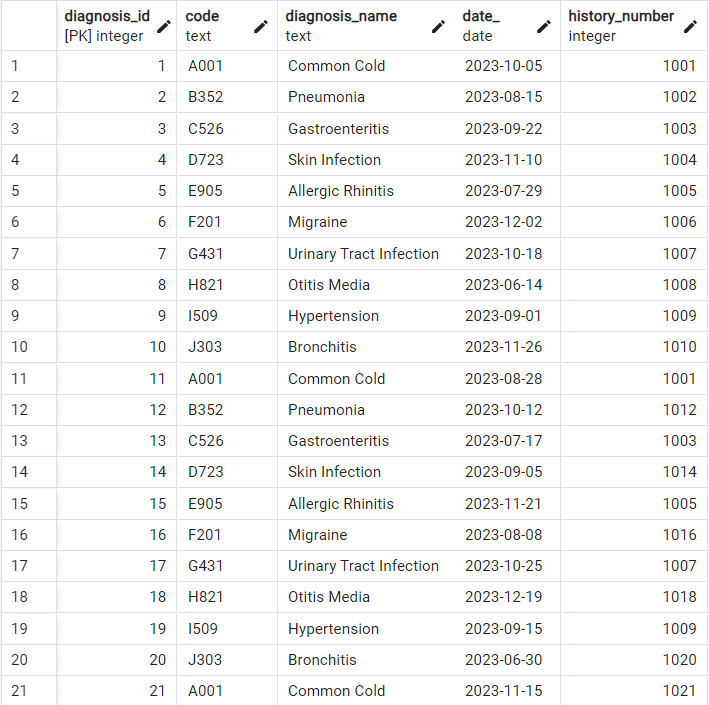 diagnosis_id code diagnosis_name date_ history_number
[PK] integer text text date integer
1 1 A001 Common Cold 2023-10-05 1001
2 2 B352 Pneumonia 2023-08-15 1002
3 3 C526 Gastroenteritis 2023-09-22 1003
4 4 D723 Skin Infection 2023-11-10 1004
5 5 E905 Allergic Rhinitis 2023-07-29 1005
6 6 F201 Migraine 2023-12-02 1006
7 7 G431 Urinary Tract Infection 2023-10-18 1007
8 8 H821 Otitis Media 2023-06-14 1008
9 9 I509 Hypertension 2023-09-01 1009
10 10 J303 Bronchitis 2023-11-26 1010
11 11 A001 Common Cold 2023-08-28 1001
12 12 B352 Pneumonia 2023-10-12 1012
13 13 C526 Gastroenteritis 2023-07-17 1003
14 14 D723 Skin Infection 2023-09-05 1014
15 15 E905 Allergic Rhinitis 2023-11-21 1005
16 16 F201 Migraine 2023-08-08 1016
17 17 G431 Urinary Tract Infection 2023-10-25 1007
18 18 H821 Otitis Media 2023-12-19 1018
19 19 I509 Hypertension 2023-09-15 1009
20 20 J303 Bronchitis 2023-06-30 1020
21 21 A001 Common Cold 2023-11-15 1021